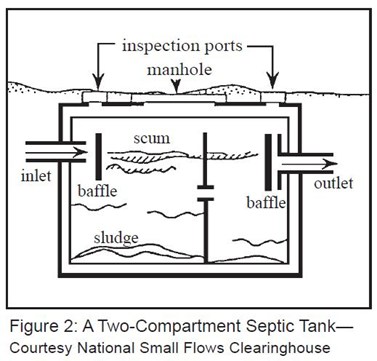 inspection ports
manhole
scum
inlet
baffle
baffle
outlet
sludge
Figure 2: A Two-Compartment Septic Tank—
Courtesy National Small Flows Clearinghouse